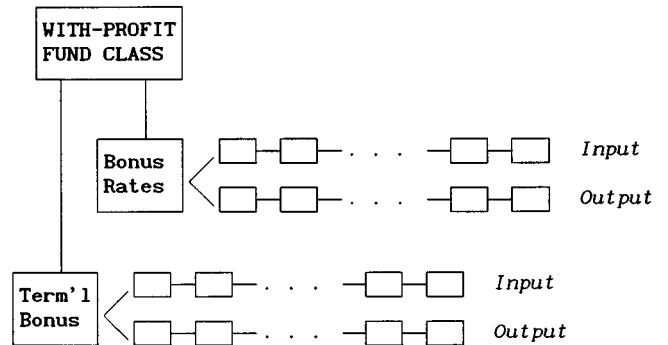 WITH-PROFIT
FUND CLASS
Bonus
Rates
. . .
Input
. . .
Output
Term'l
Bonus
. . .
Input
. . .
Output